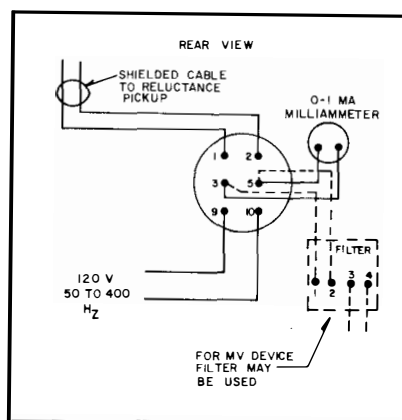 REAR VIEW
SHIELDED CABLE
TO RELUCTANCE
PICKUP
0-1 MA
MILLIAMMETER
1 2
3 5
9 10
FILTER
1 2 3 4
120 V
50 TO 400
HZ
FOR MV DEVICE
FILTER MAY
BE USED